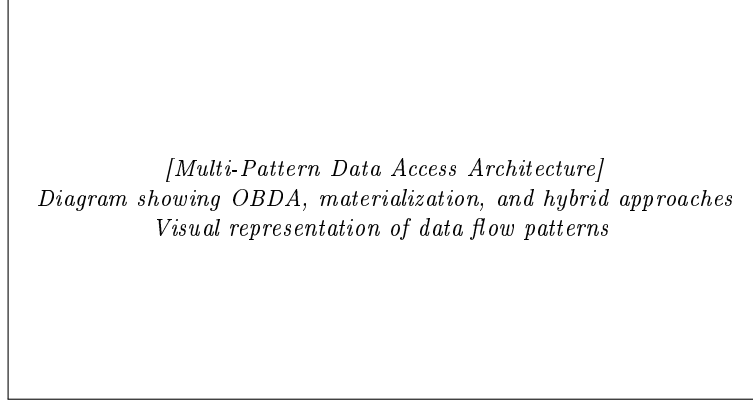 [Multi-Pattern Data Access Architecture]
Diagram showing OBDA, materialization, and hybrid approaches
Visual representation of data flow patterns